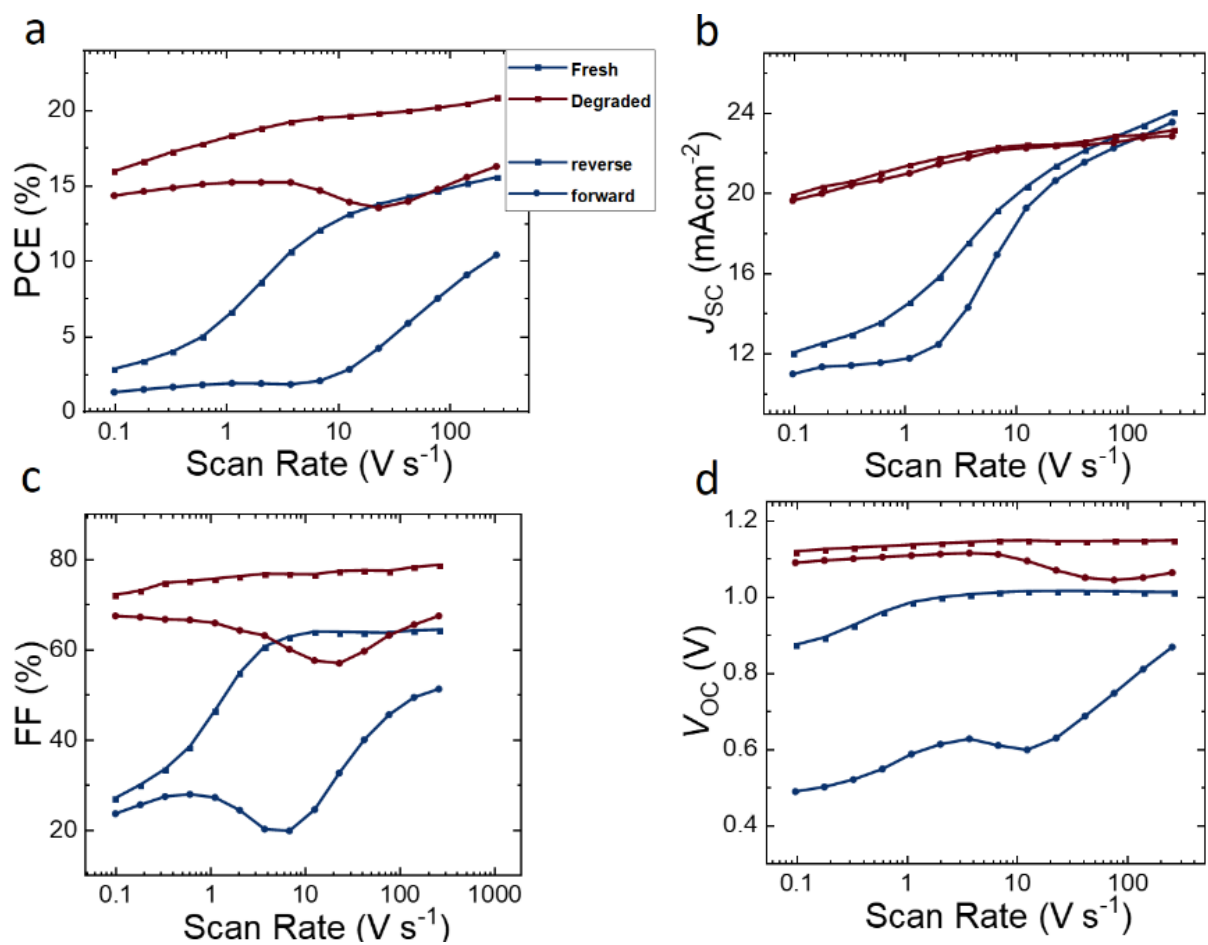 a
PCE (%)
20
15
10
5
0
0.1 1 10 100
Scan Rate (V s⁻¹)
Fresh
Degraded
reverse
forward
b
J_SC (mAcm⁻²)
24
20
16
12
0.1 1 10 100
Scan Rate (V s⁻¹)
c
FF (%)
80
60
40
20
0.1 1 10 100 1000
Scan Rate (V s⁻¹)
d
V_OC (V)
1.2
1.0
0.8
0.6
0.4
0.1 1 10 100
Scan Rate (V s⁻¹)